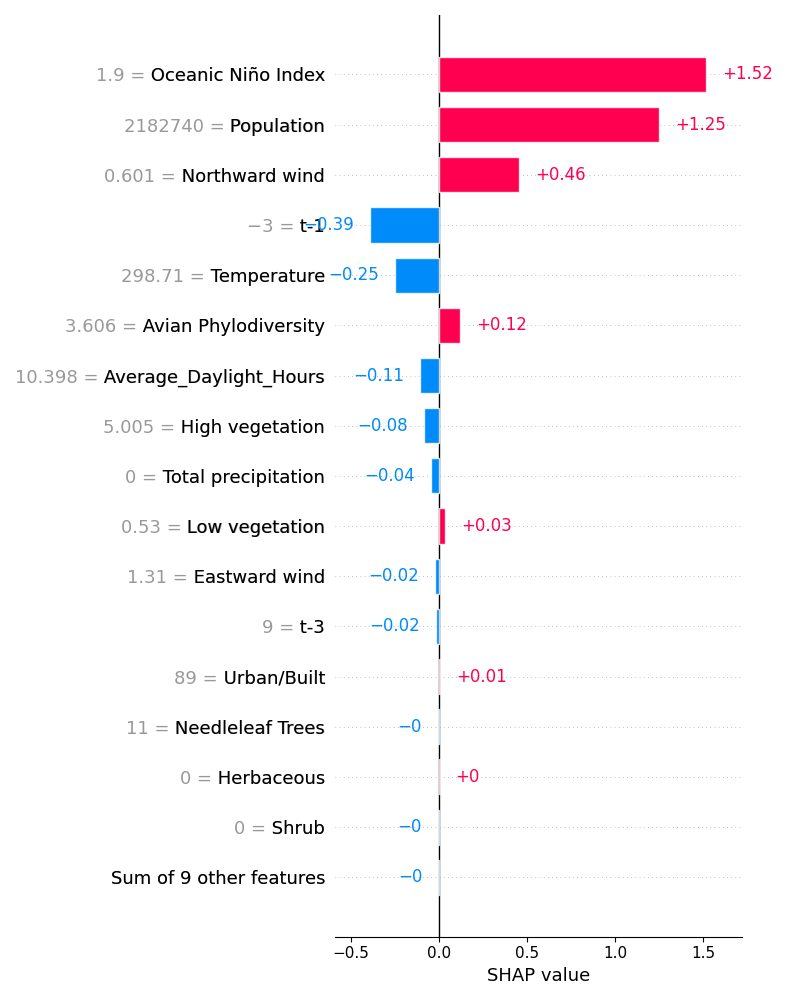 1.9 = Oceanic Niño Index +1.52
2182740 = Population +1.25
0.601 = Northward wind +0.46
−3 = t-1 −0.39
298.71 = Temperature −0.25
3.606 = Avian Phylodiversity +0.12
10.398 = Average_Daylight_Hours −0.11
5.005 = High vegetation −0.08
0 = Total precipitation −0.04
0.53 = Low vegetation +0.03
1.31 = Eastward wind −0.02
9 = t-3 −0.02
89 = Urban/Built +0.01
11 = Needleleaf Trees −0
0 = Herbaceous +0
0 = Shrub −0
Sum of 9 other features −0
−0.5 0.0 0.5 1.0 1.5
SHAP value